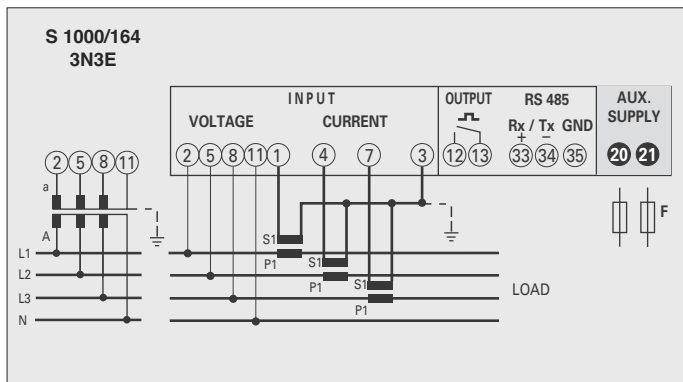 S 1000/164
3N3E
INPUT
OUTPUT
RS 485
AUX.
SUPPLY
VOLTAGE
CURRENT
Rx / Tx GND
+ −
2 5 8 11
2 5 8 11 1 4 7 3
12 13
33 34 35
20 21
a
F
A
S1
L1
P1
S1
L2
P1
S1
LOAD
L3
P1
N